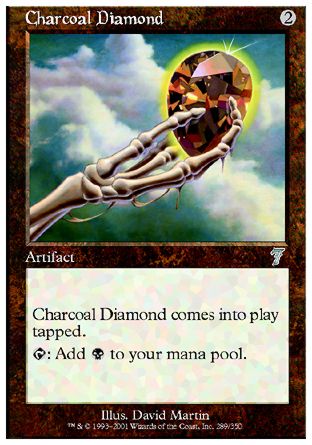 Charcoal Diamond 2
Artifact
Charcoal Diamond comes into play
tapped.
: Add to your mana pool.
Illus. David Martin
™ & © 1993–2001 Wizards of the Coast, Inc. 289/350